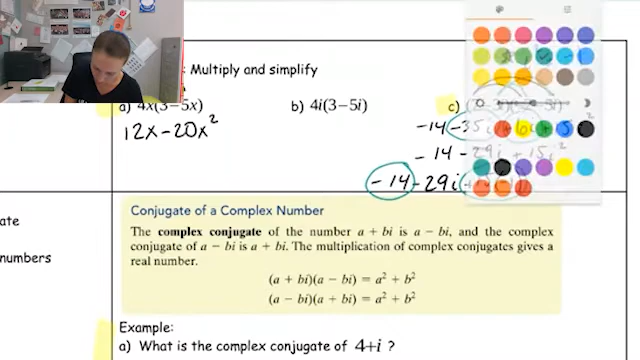 Multiply and simplify
a) 4x(3−5x) b) 4i(3−5i) c)
12x −20x²
−14 −35i + 6i
−14 −29i + 15i²
−14 −29i
Conjugate of a Complex Number
ate The complex conjugate of the number a + bi is a − bi, and the complex
conjugate of a − bi is a + bi. The multiplication of complex conjugates gives a
numbers real number.
(a + bi)(a − bi) = a² + b²
(a − bi)(a + bi) = a² + b²
Example:
a) What is the complex conjugate of 4+i ?